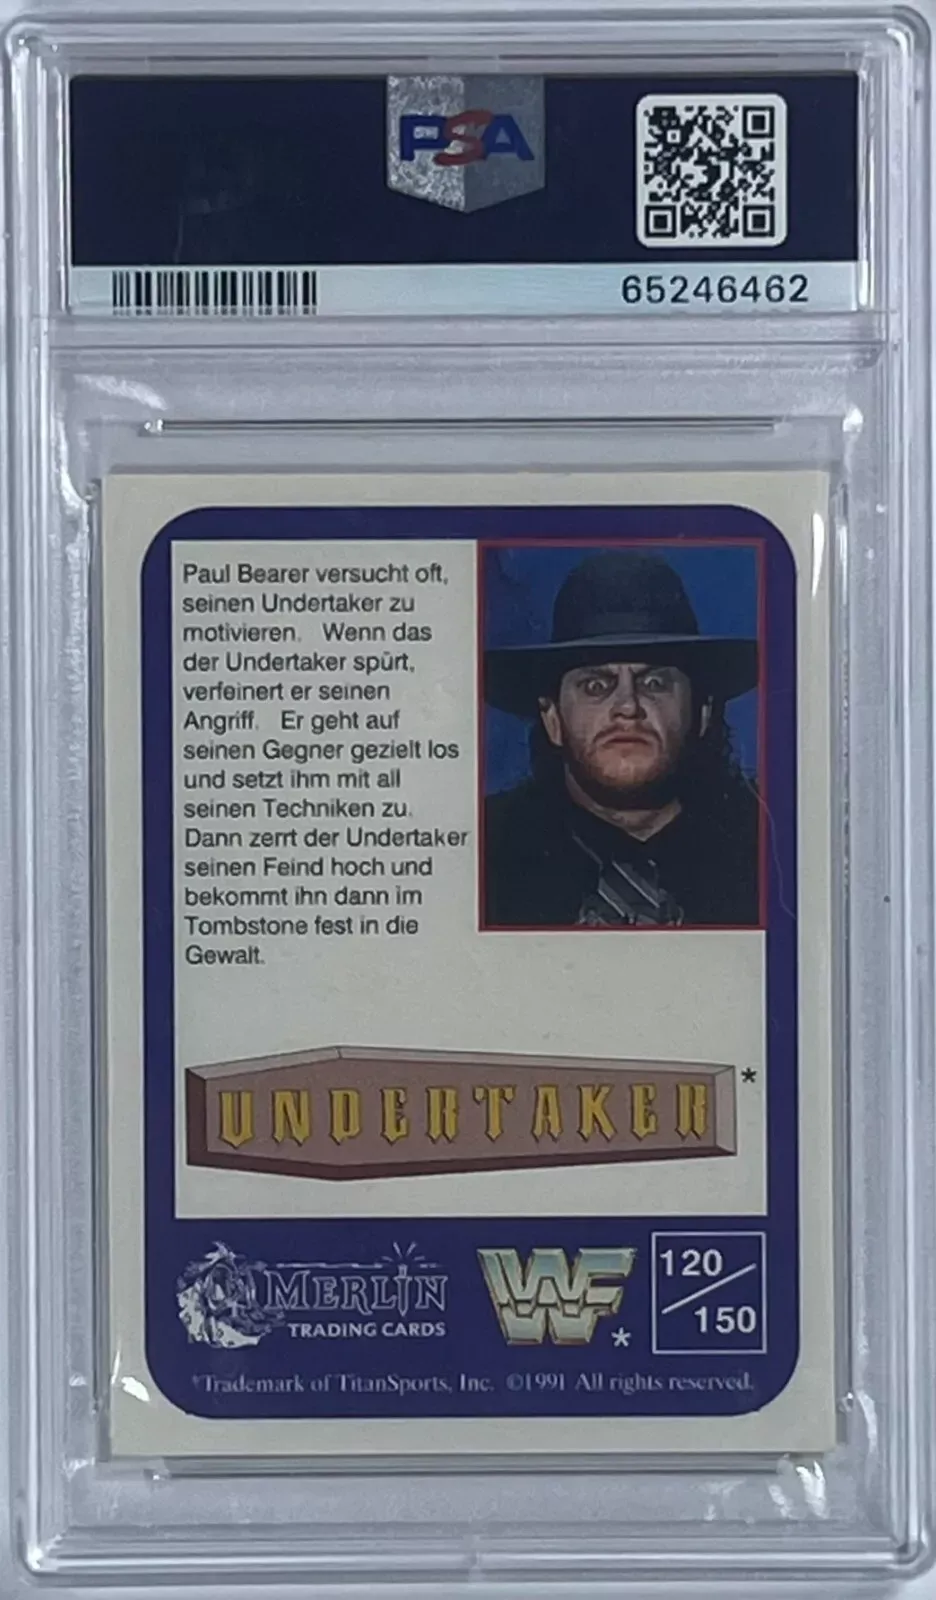 PSA
65246462
Paul Bearer versucht oft,
seinen Undertaker zu
motivieren. Wenn das
der Undertaker spürt,
verfeinert er seinen
Angriff. Er geht auf
seinen Gegner gezielt los
und setzt ihm mit all
seinen Techniken zu.
Dann zerrt der Undertaker
seinen Feind hoch und
bekommt ihn dann im
Tombstone fest in die
Gewalt.
UNDERTAKER*
MERLIN
TRADING CARDS
WF*
120/150
*Trademark of TitanSports, Inc. ©1991 All rights reserved.